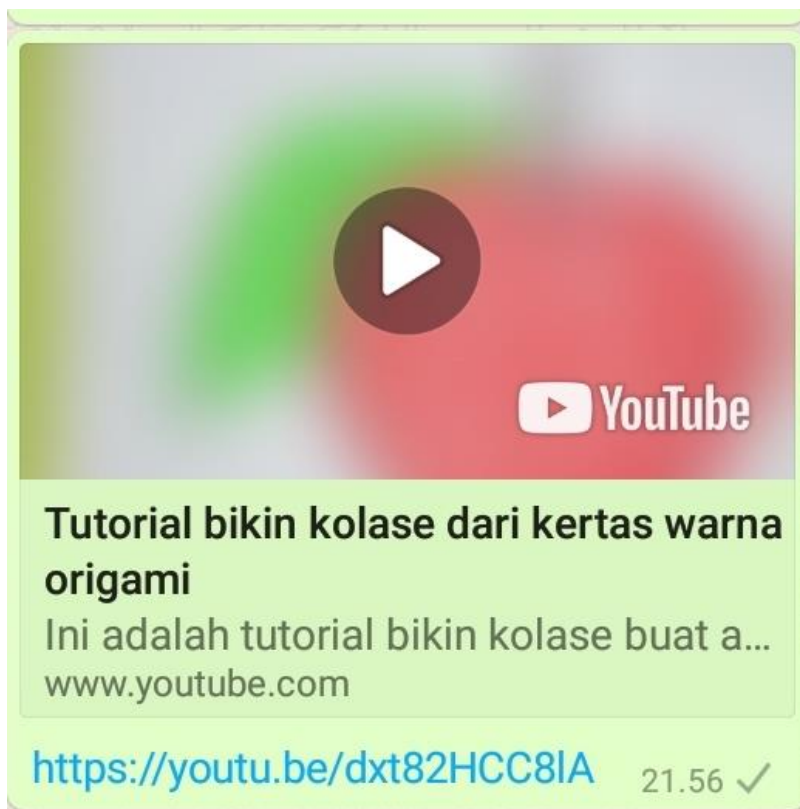 YouTube
Tutorial bikin kolase dari kertas warna
origami
Ini adalah tutorial bikin kolase buat a...
www.youtube.com
https://youtu.be/dxt82HCC8lA
21.56